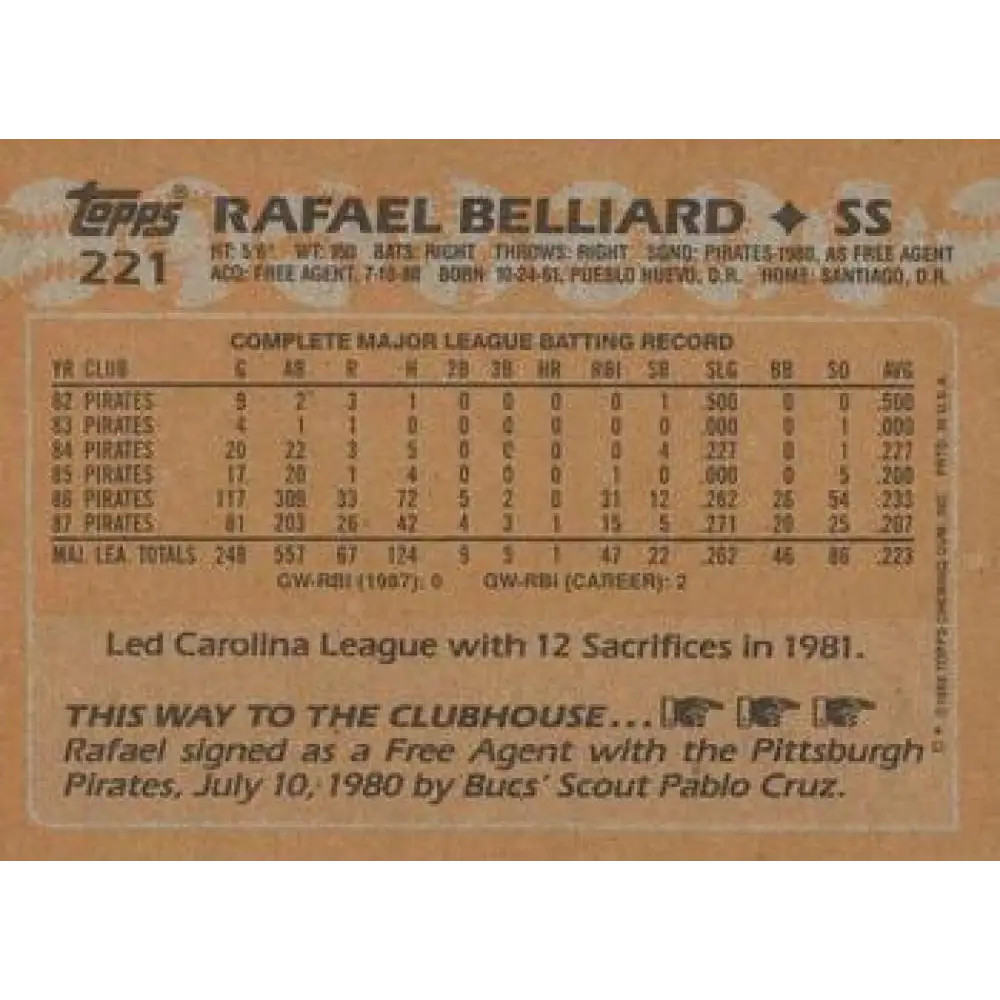 topps® RAFAEL BELLIARD ♦ SS
221 HT: 5'6" WT: 150 BATS: RIGHT THROWS: RIGHT SGND: PIRATES-1980, AS FREE AGENT
ACQ: FREE AGENT, 7-10-80 BORN 10-24-61, PUEBLO NUEVO, D.R. HOME: SANTIAGO, D.R.
COMPLETE MAJOR LEAGUE BATTING RECORD
YR CLUB G AB R H 2B 3B HR RBI SB SLG BB SO AVG
82 PIRATES 9 2 3 1 0 0 0 0 1 .500 0 0 .500
83 PIRATES 4 1 1 0 0 0 0 0 0 .000 0 1 .000
84 PIRATES 20 22 3 5 0 0 0 0 4 .227 0 1 .227
85 PIRATES 17 20 1 4 0 0 0 1 0 .000 0 5 .200
86 PIRATES 117 309 33 72 5 2 0 31 12 .262 26 54 .233
87 PIRATES 81 203 26 42 4 3 1 15 5 .271 20 25 .207
MAJ. LEA. TOTALS 248 557 67 124 9 5 1 47 22 .262 46 86 .223
GW-RBI (1987): 0 GW-RBI (CAREER): 2
Led Carolina League with 12 Sacrifices in 1981.
THIS WAY TO THE CLUBHOUSE...
Rafael signed as a Free Agent with the Pittsburgh
Pirates, July 10, 1980 by Bucs' Scout Pablo Cruz.
D* ©1988 TOPPS CHEWING GUM, INC. PRTD. IN U.S.A.